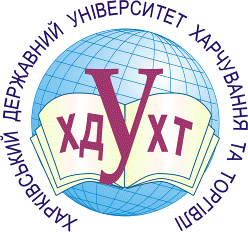 ХАРКІВСЬКИЙ ДЕРЖАВНИЙ УНІВЕРСИТЕТ ХАРЧУВАННЯ ТА ТОРГІВЛІ
ХДУХТ